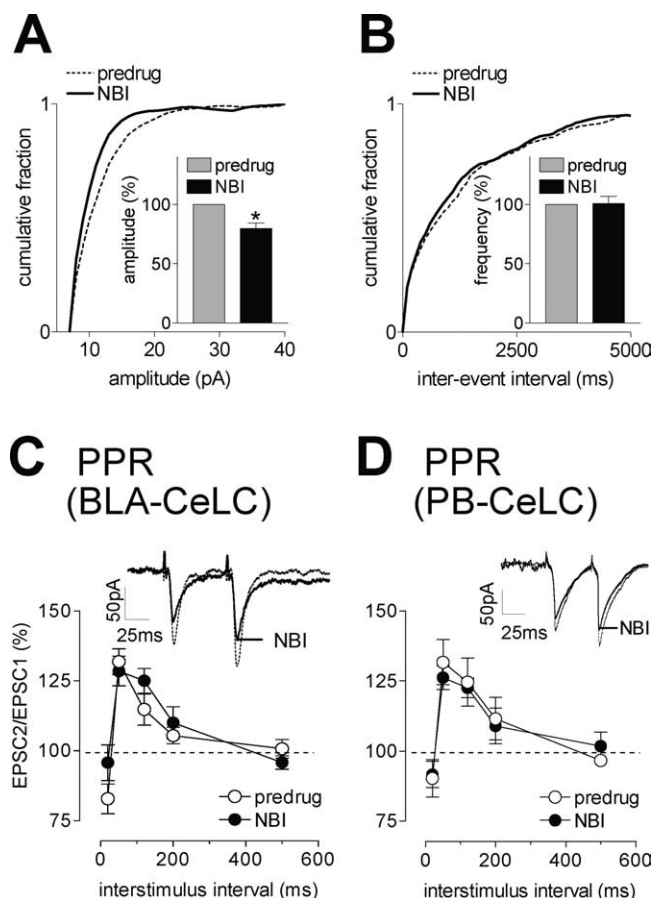 A
predrug
NBI
1
cumulative fraction
0
10
20
30
40
amplitude (pA)
predrug
NBI
amplitude (%)
100
50
0
*
B
predrug
NBI
1
cumulative fraction
0
0
2500
5000
inter-event interval (ms)
predrug
NBI
frequency (%)
100
50
0
C
PPR
(BLA-CeLC)
50pA
25ms
NBI
EPSC2/EPSC1 (%)
150
125
100
75
predrug
NBI
0
200
400
600
interstimulus interval (ms)
D
PPR
(PB-CeLC)
50pA
25ms
NBI
150
125
100
75
predrug
NBI
0
200
400
600
interstimulus interval (ms)